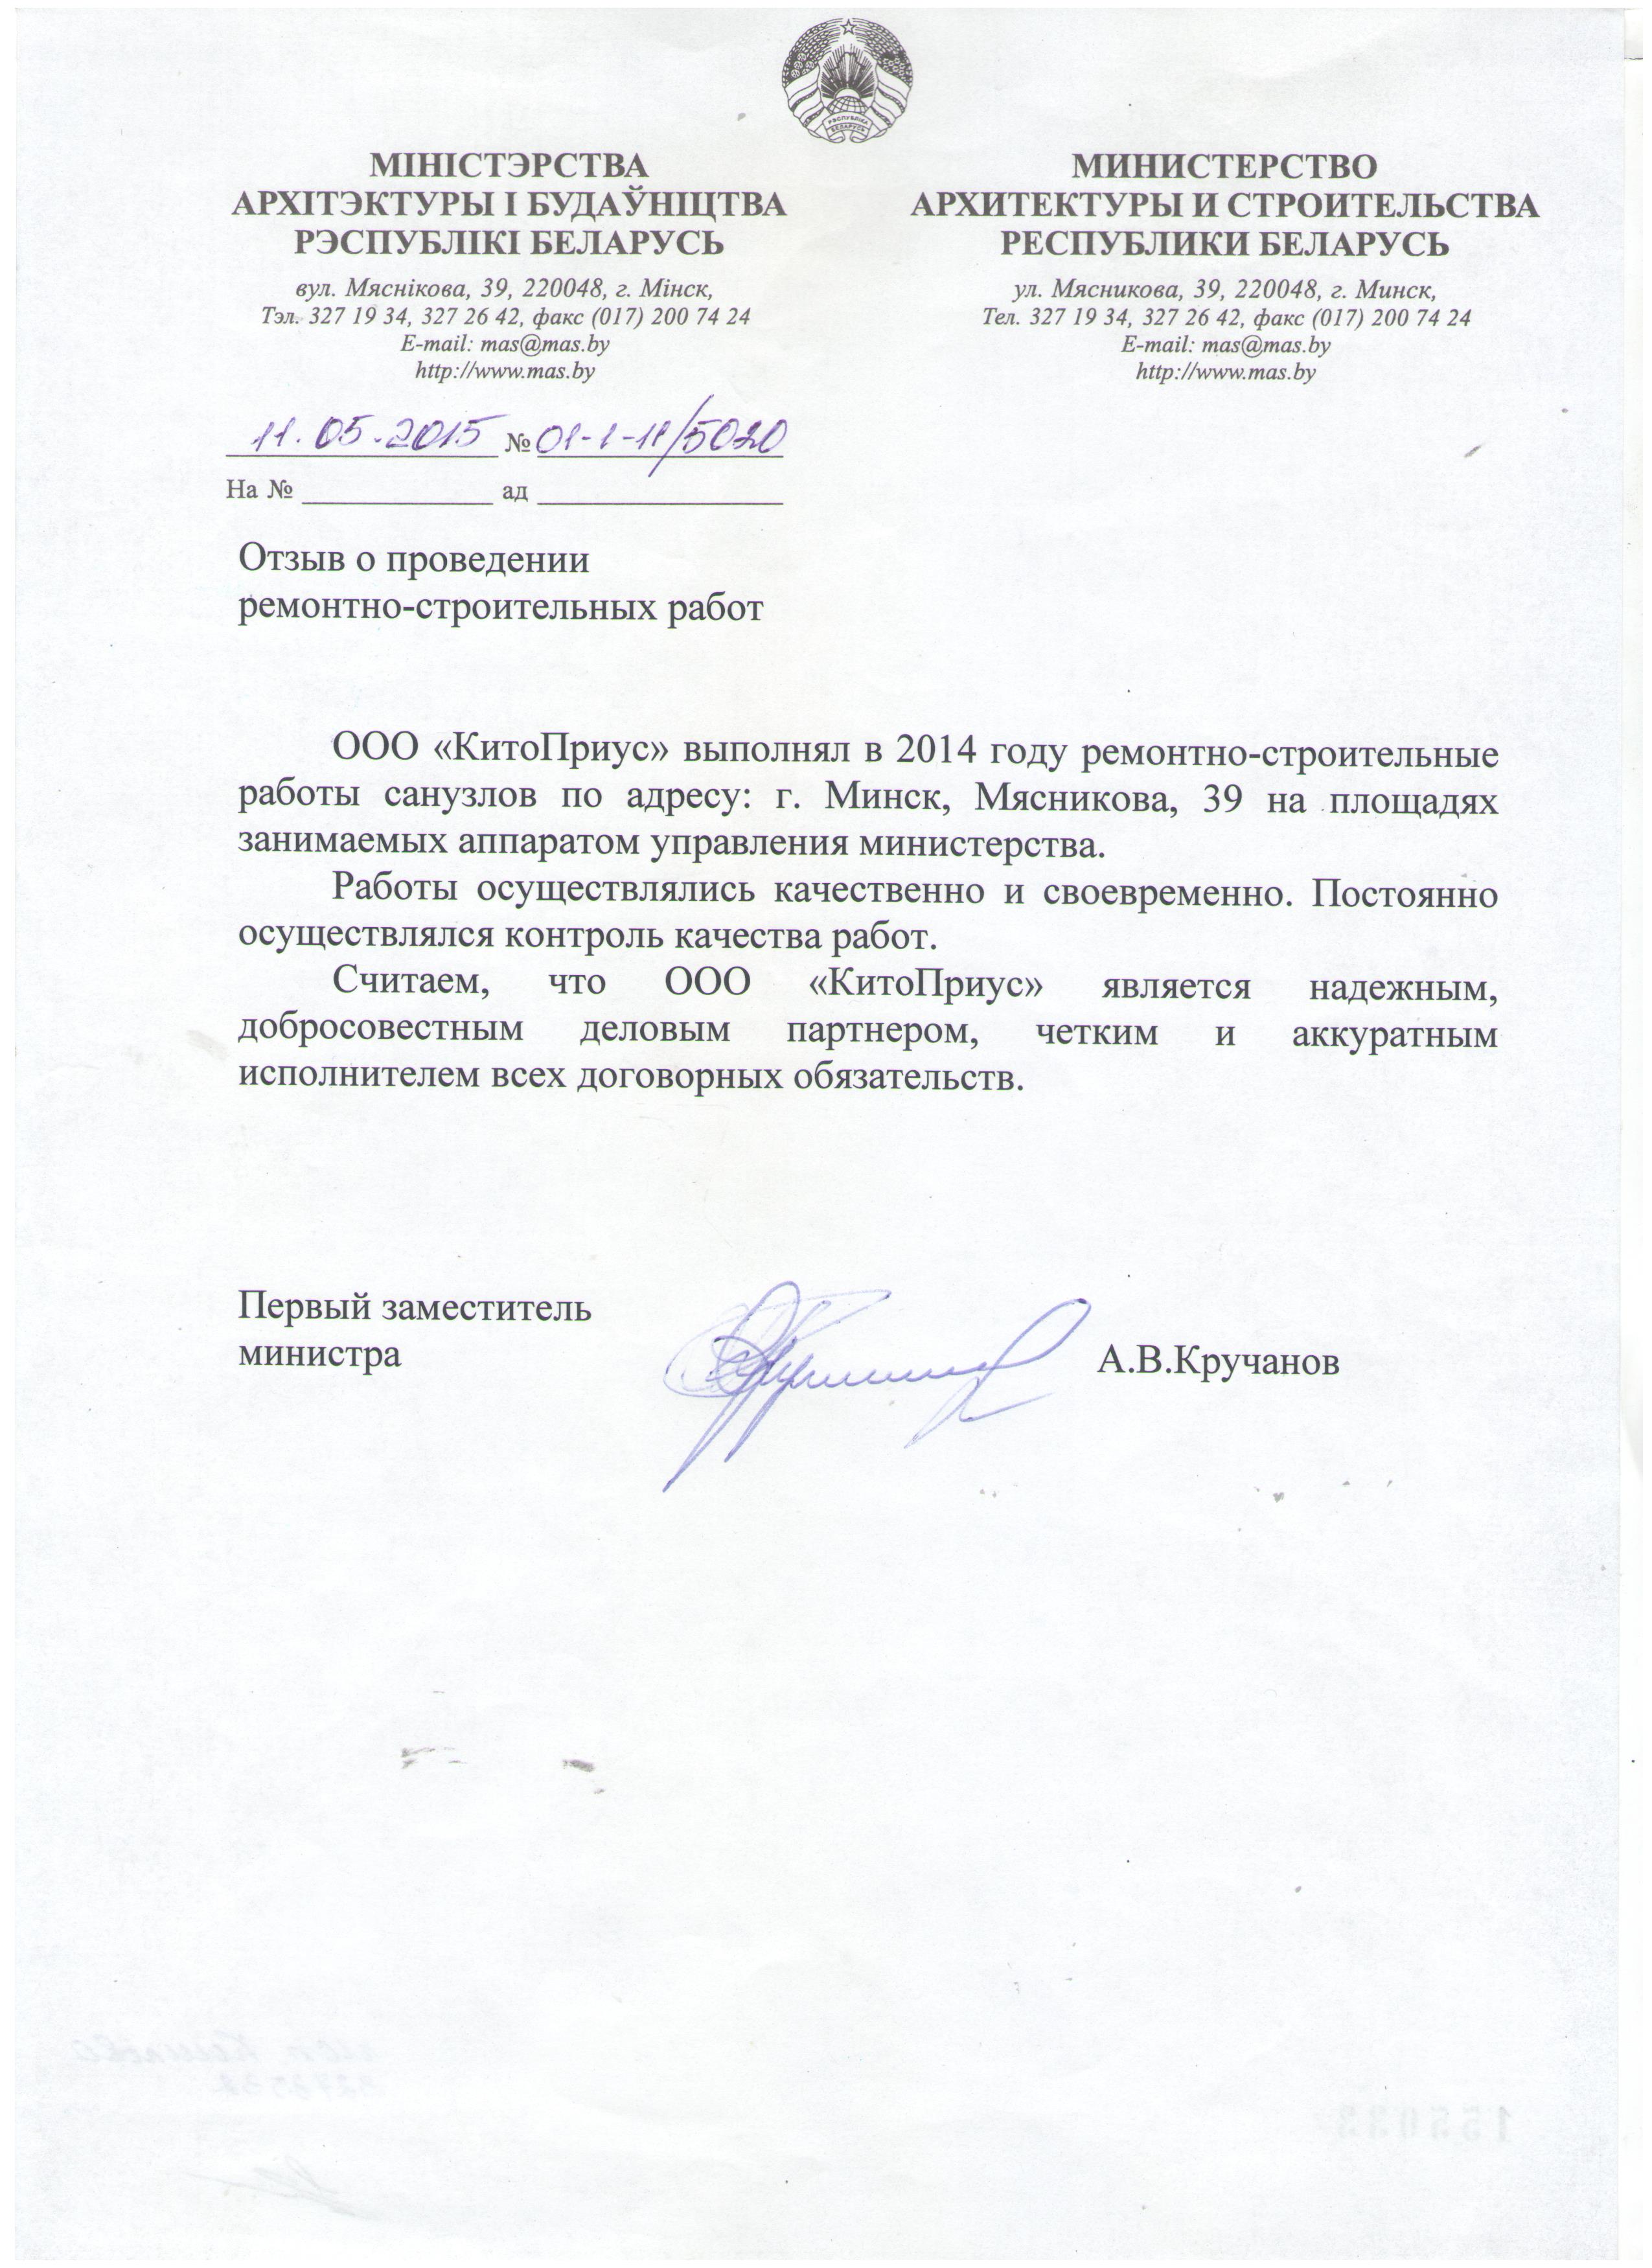 РЭСПУБЛІКА
БЕЛАРУСЬ
МІНІСТЭРСТВА
АРХІТЭКТУРЫ І БУДАЎНІЦТВА
РЭСПУБЛІКІ БЕЛАРУСЬ
вул. Мяснікова, 39, 220048, г. Мінск,
Тэл. 327 19 34, 327 26 42, факс (017) 200 74 24
E-mail: mas@mas.by
http://www.mas.by
МИНИСТЕРСТВО
АРХИТЕКТУРЫ И СТРОИТЕЛЬСТВА
РЕСПУБЛИКИ БЕЛАРУСЬ
ул. Мясникова, 39, 220048, г. Минск,
Тел. 327 19 34, 327 26 42, факс (017) 200 74 24
E-mail: mas@mas.by
http://www.mas.by
11.05.2015 № 01-1-11/5020
На № ад
Отзыв о проведении
ремонтно-строительных работ
ООО «КитоПриус» выполнял в 2014 году ремонтно-строительные
работы санузлов по адресу: г. Минск, Мясникова, 39 на площадях
занимаемых аппаратом управления министерства.
Работы осуществлялись качественно и своевременно. Постоянно
осуществлялся контроль качества работ.
Считаем, что ООО «КитоПриус» является надежным,
добросовестным деловым партнером, четким и аккуратным
исполнителем всех договорных обязательств.
Первый заместитель
министра
А.В.Кручанов